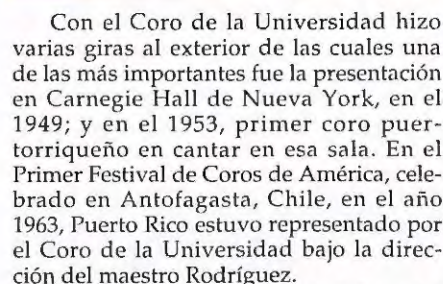 Con el Coro de la Universidad hizo
varias giras al exterior de las cuales una
de las más importantes fue la presentación
en Carnegie Hall de Nueva York, en el
1949; y en el 1953, primer coro puer-
torriqueño en cantar en esa sala. En el
Primer Festival de Coros de América, cele-
brado en Antofagasta, Chile, en el año
1963, Puerto Rico estuvo representado por
el Coro de la Universidad bajo la direc-
ción del maestro Rodríguez.